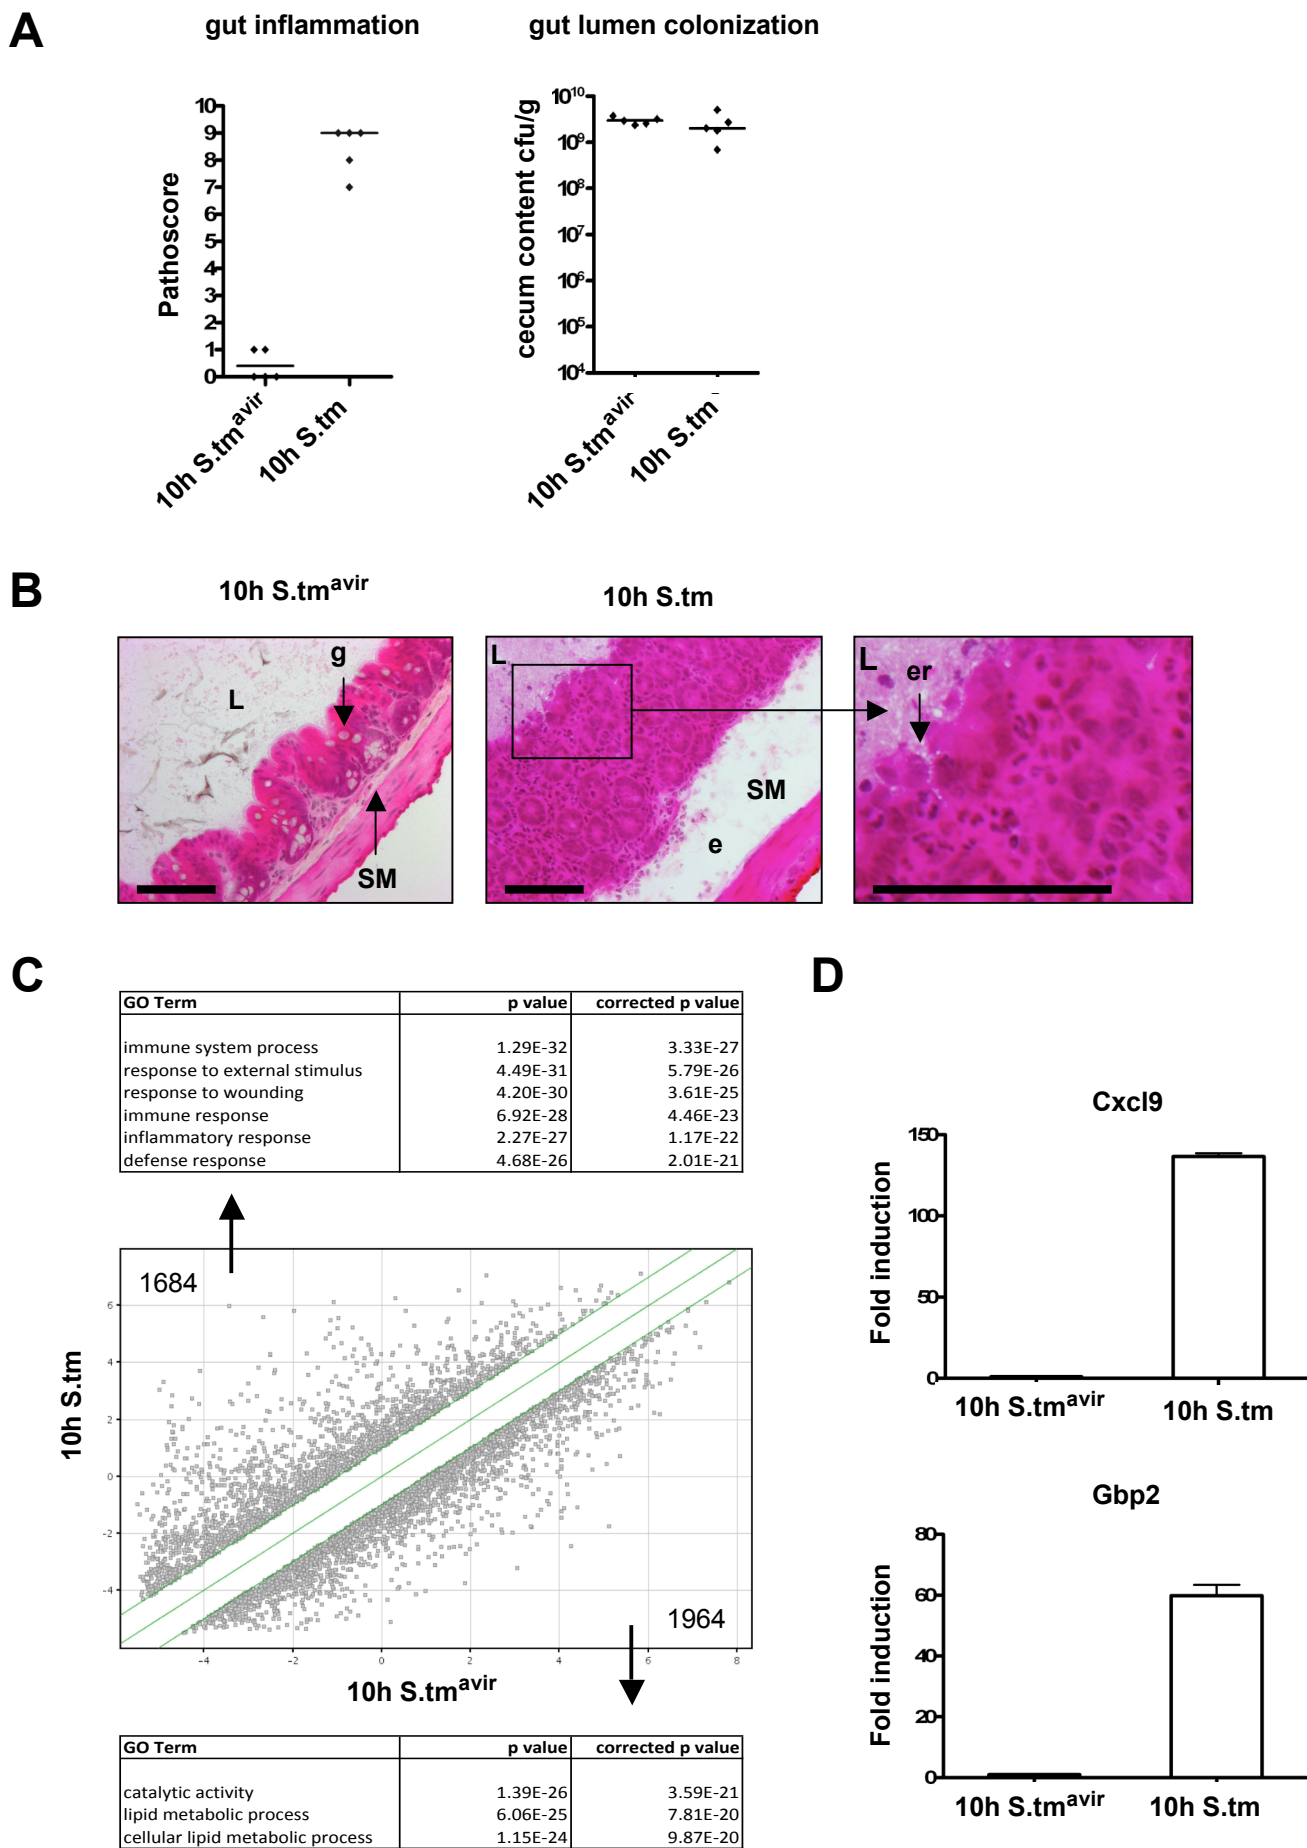 A
gut inflammation
gut lumen colonization
Pathoscore
10
9
8
7
6
5
4
3
2
1
0
10h S.tm^avir
10h S.tm
cecum content cfu/g
10^10
10^9
10^8
10^7
10^6
10^5
10^4
10h S.tm^avir
10h S.tm
B
10h S.tm^avir
10h S.tm
g
L
SM
L
SM
e
L
er
C
GO Term p value corrected p value
immune system process 1.29E-32 3.33E-27
response to external stimulus 4.49E-31 5.79E-26
response to wounding 4.20E-30 3.61E-25
immune response 6.92E-28 4.46E-23
inflammatory response 2.27E-27 1.17E-22
defense response 4.68E-26 2.01E-21
1684
1964
10h S.tm
6
4
2
0
-2
-4
-4 -2 0 2 4 6 8
10h S.tm^avir
GO Term p value corrected p value
catalytic activity 1.39E-26 3.59E-21
lipid metabolic process 6.06E-25 7.81E-20
cellular lipid metabolic process 1.15E-24 9.87E-20
D
Cxcl9
Fold induction
150
100
50
0
10h S.tm^avir 10h S.tm
Gbp2
Fold induction
80
60
40
20
0
10h S.tm^avir 10h S.tm